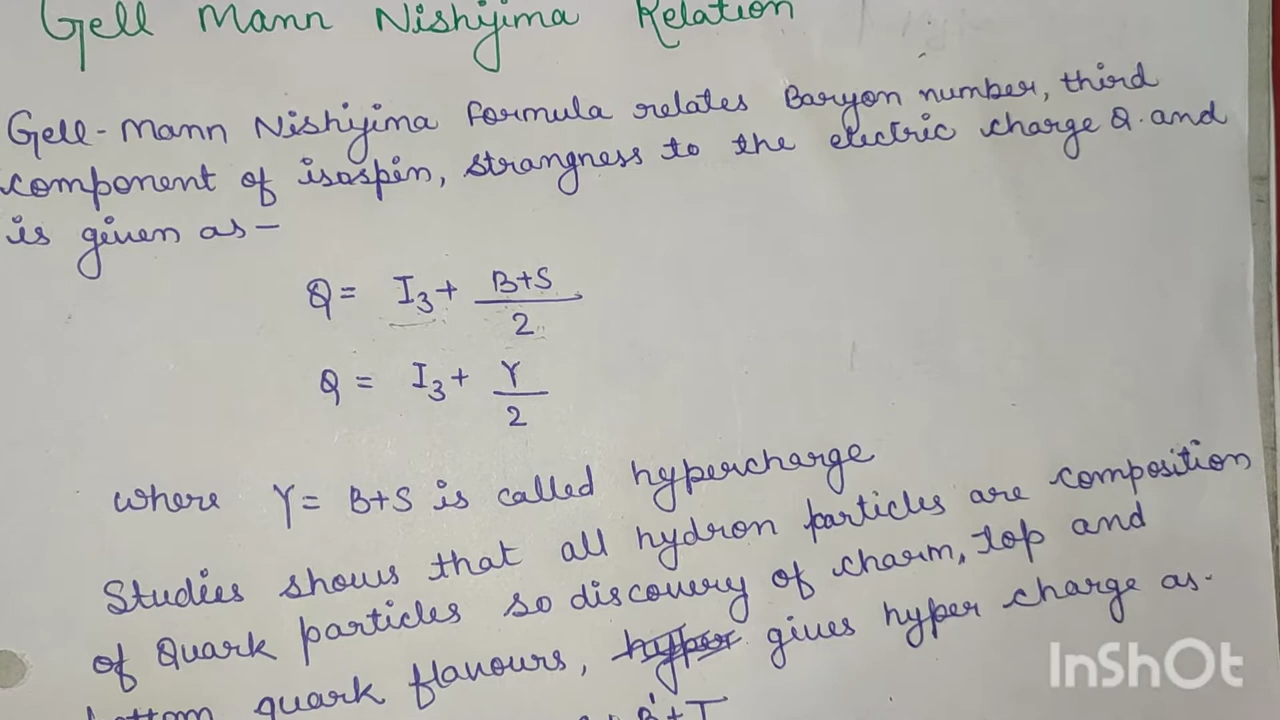 Gell Mann Nishijima Relation
Gell-Mann Nishijima Formula relates Baryon number, third
component of isospin, strangness to the electric charge Q. and
is given as -
Q = I₃ + (B+S)/2
Q = I₃ + Y/2
where Y = B+S is called hypercharge
Studies shows that all hydron particles are composition
of Quark particles so discovery of charm, top and
bottom quark flavours, hyper gives hyper charge as.
B'+T
InShOt